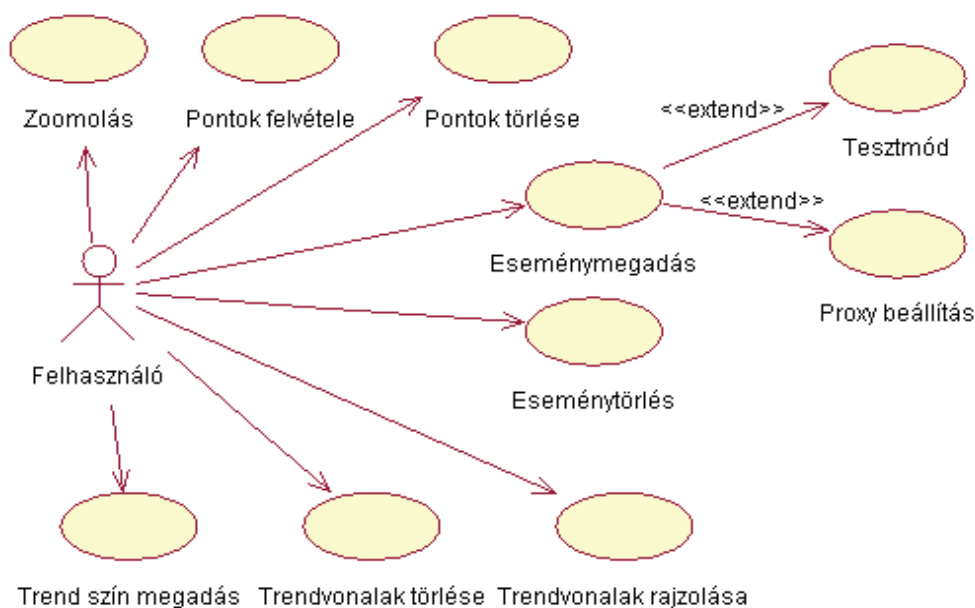 Zoomolás
Pontok felvétele
Pontok törlése
<<extend>>
Tesztmód
<<extend>>
Eseménymegadás
Proxy beállítás
Felhasználó
Eseménytörlés
Trend szín megadás
Trendvonalak törlése
Trendvonalak rajzolása